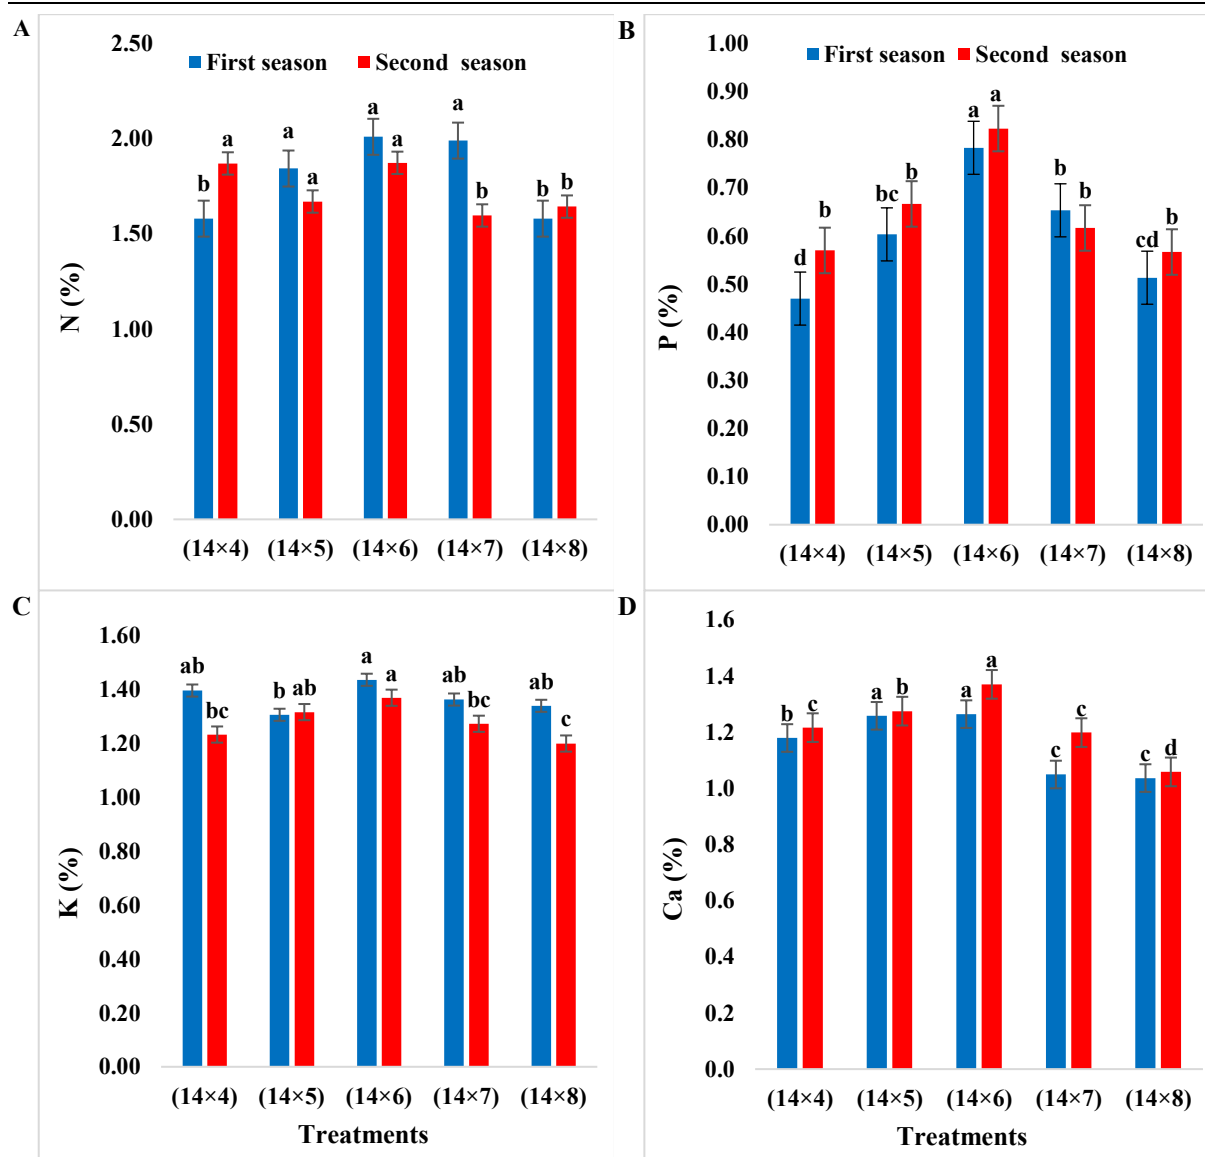 A
2.50
First season Second season
a a a a a a
2.00
b a b b b
1.50
N (%)
1.00
0.50
0.00
(14×4) (14×5) (14×6) (14×7) (14×8)
B
1.00
First season Second season
0.90
a a
0.80
b b
0.70
bc b b
0.60
b cd
d
0.50
P (%)
0.40
0.30
0.20
0.10
0.00
(14×4) (14×5) (14×6) (14×7) (14×8)
C
1.60
ab a ab ab
1.40
bc b ab a bc c
1.20
1.00
0.80
K (%)
0.60
0.40
0.20
0.00
(14×4) (14×5) (14×6) (14×7) (14×8)
Treatments
D
1.6
a
1.4
b c a b a c
1.2
c c d
1.0
0.8
Ca (%)
0.6
0.4
0.2
0.0
(14×4) (14×5) (14×6) (14×7) (14×8)
Treatments